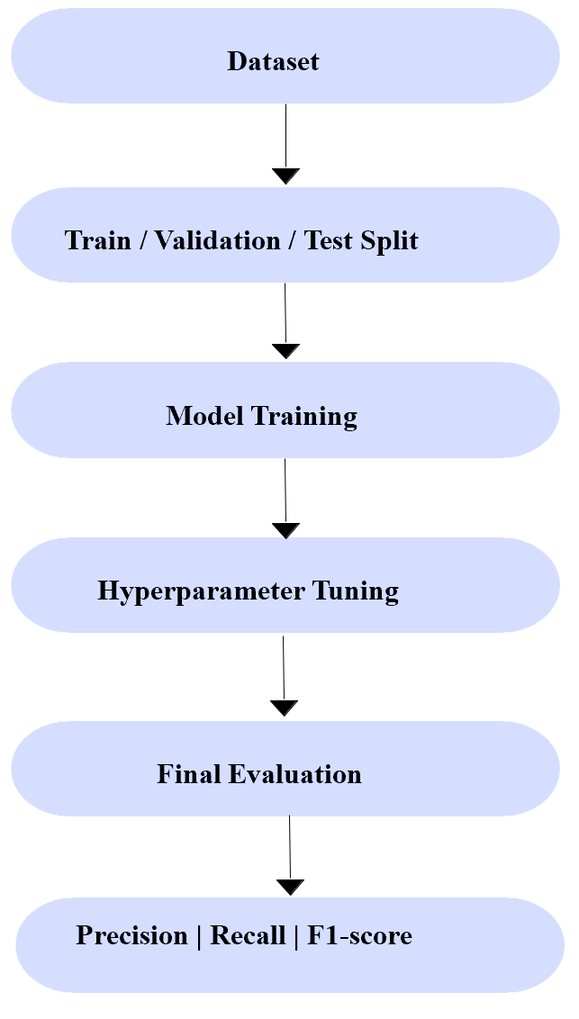 Dataset
Train / Validation / Test Split
Model Training
Hyperparameter Tuning
Final Evaluation
Precision | Recall | F1-score